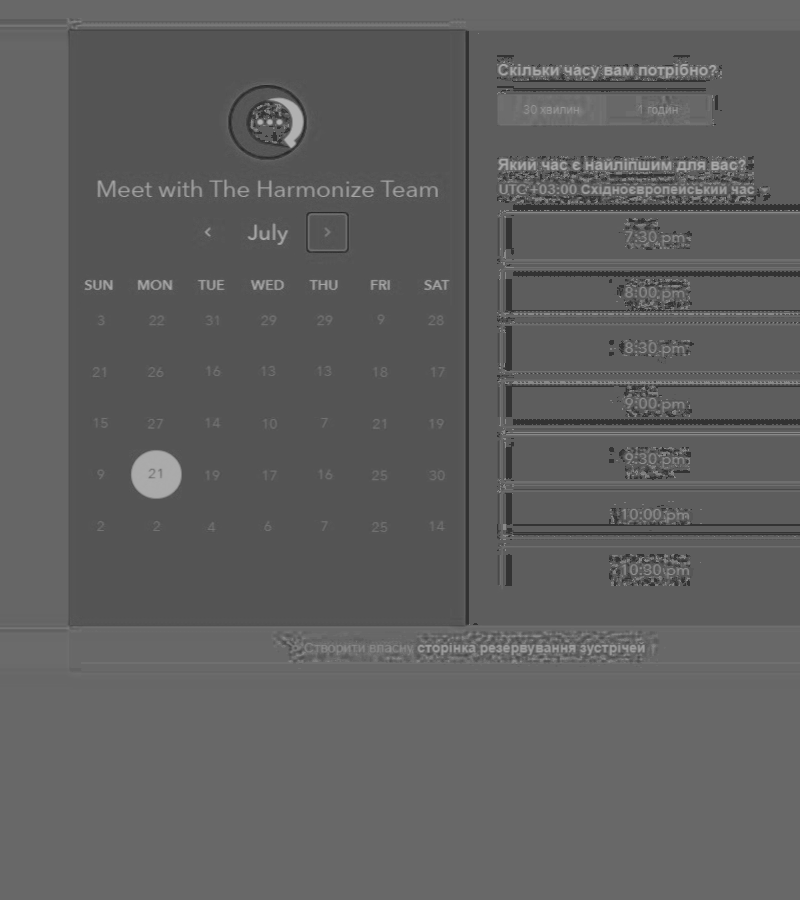 Meet with The Harmonize Team
July
SUN MON TUE WED THU FRI SAT
3 22 31 29 29 9 28
21 26 16 13 13 18 17
15 27 14 10 7 21 19
9 21 19 17 16 25 30
2 2 4 6 7 25 14
Скільки часу вам потрібно?
30 хвилин 1 годин
Який час є найліпшим для вас?
UTC +03:00 Східноєвропейський час
7:30 pm
8:00 pm
8:30 pm
9:00 pm
9:30 pm
10:00 pm
10:30 pm
Створити власну сторінка резервування зустрічей